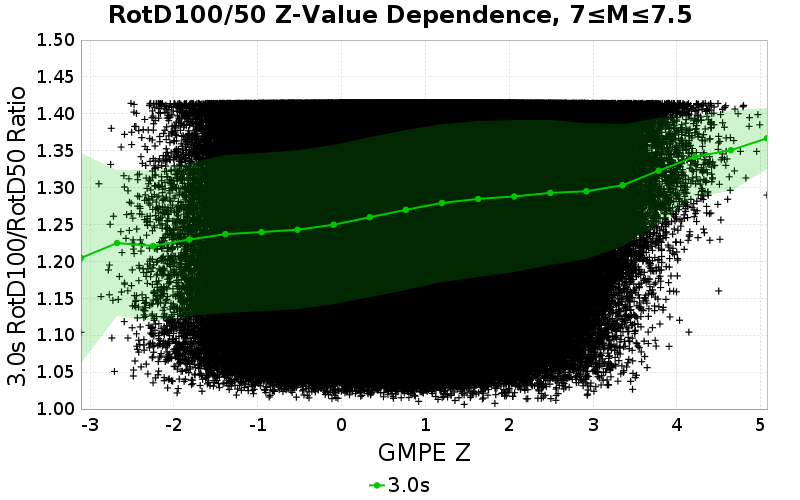 RotD100/50 Z-Value Dependence, 7≤M≤7.5
3.0s RotD100/RotD50 Ratio
1.50
1.45
1.40
1.35
1.30
1.25
1.20
1.15
1.10
1.05
1.00
-3 -2 -1 0 1 2 3 4 5
GMPE Z
3.0s